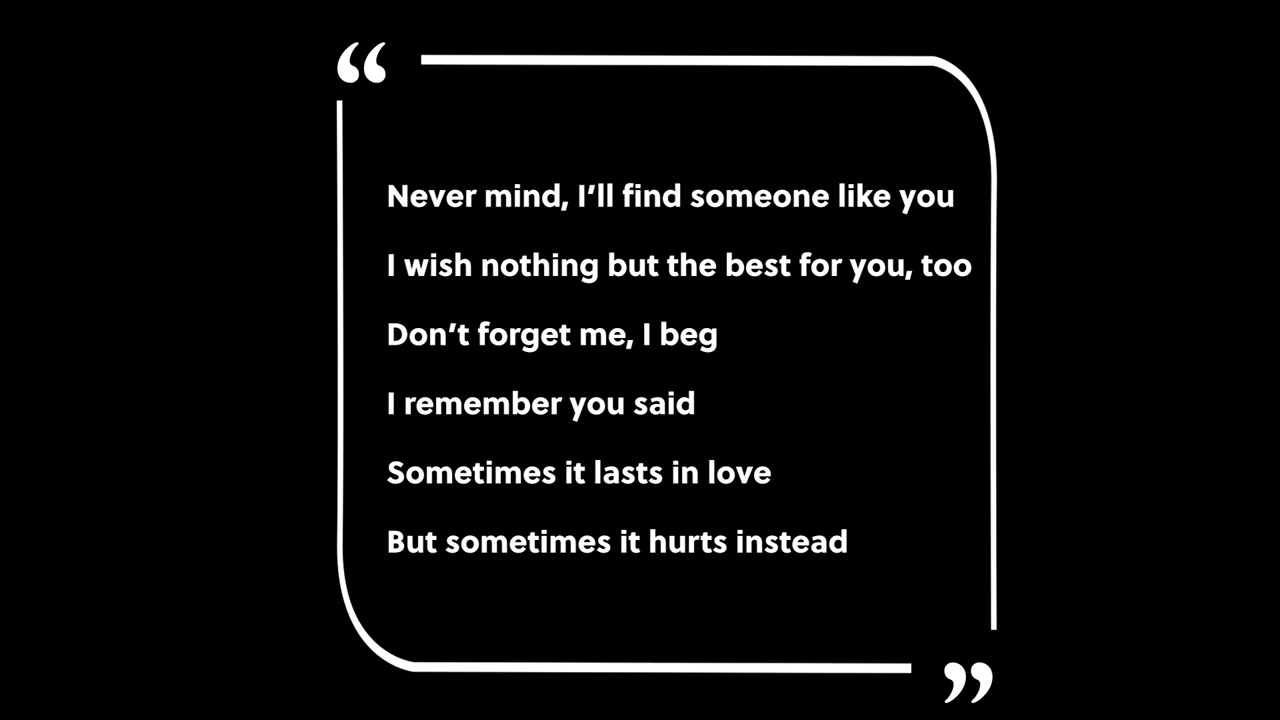 “
Never mind, I’ll find someone like you
I wish nothing but the best for you, too
Don’t forget me, I beg
I remember you said
Sometimes it lasts in love
But sometimes it hurts instead
”